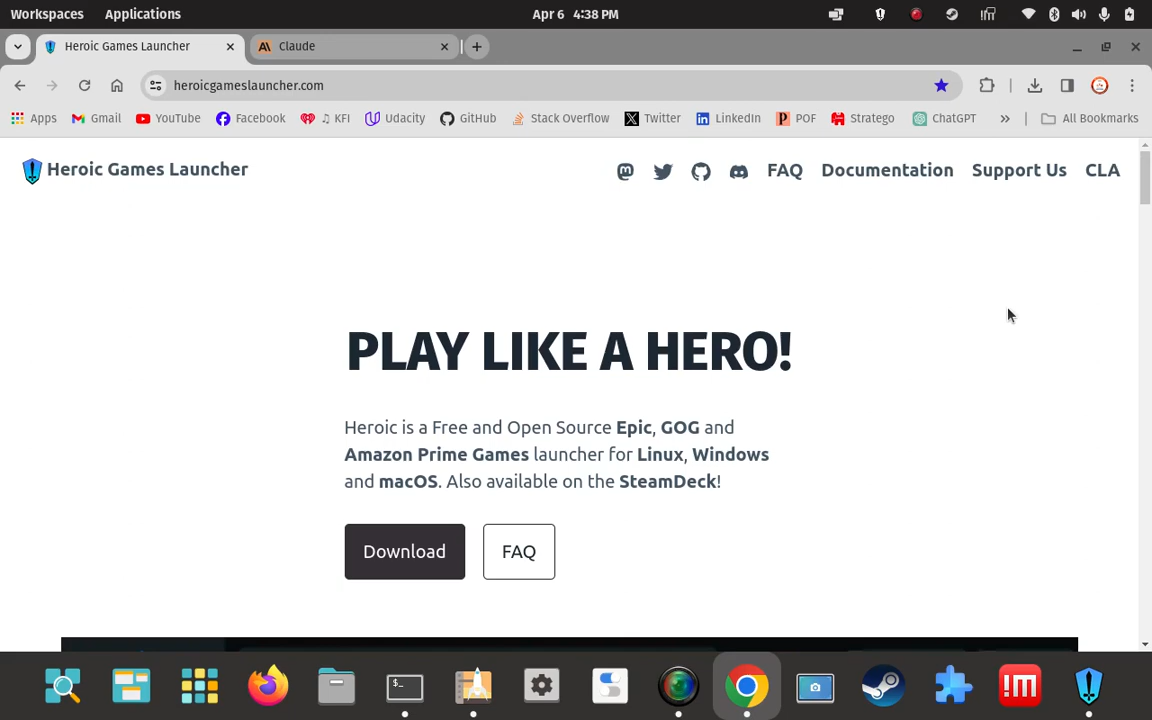 Workspaces Applications Apr 6 4:38 PM
Heroic Games Launcher Claude
heroicgameslauncher.com
Apps Gmail YouTube Facebook ♫ KFI Udacity GitHub Stack Overflow Twitter LinkedIn POF Stratego ChatGPT » All Bookmarks
Heroic Games Launcher FAQ Documentation Support Us CLA
PLAY LIKE A HERO!
Heroic is a Free and Open Source Epic, GOG and
Amazon Prime Games launcher for Linux, Windows
and macOS. Also available on the SteamDeck!
Download FAQ